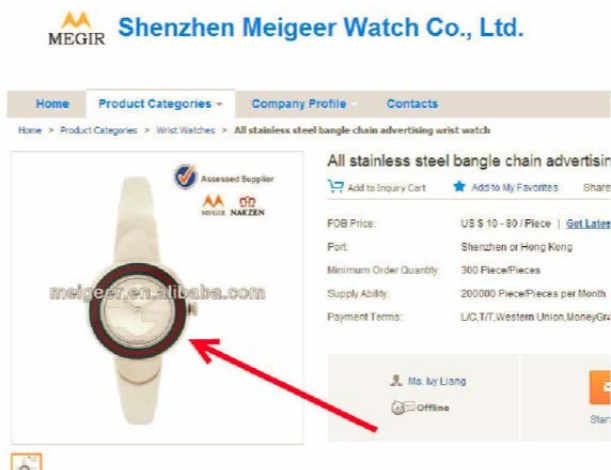 MEGIR Shenzhen Meigeer Watch Co., Ltd.
Home Product Categories Company Profile Contacts
Home > Product Categories > Wrist Watches > All stainless steel bangle chain advertising wrist watch
Assessed Supplier
MEGIR NAKZEN
meigeer.en.alibaba.com
All stainless steel bangle chain advertisin
Add to Inquiry Cart Add to My Favorites Share
FOB Price: US $ 10 - 80 / Piece | Get Lates
Port: Shenzhen or Hong Kong
Minimum Order Quantity: 300 Piece/Pieces
Supply Ability: 200000 Piece/Pieces per Month
Payment Terms: L/C,T/T,Western Union,MoneyGra
Ms. Ivy Liang
Offline
Star